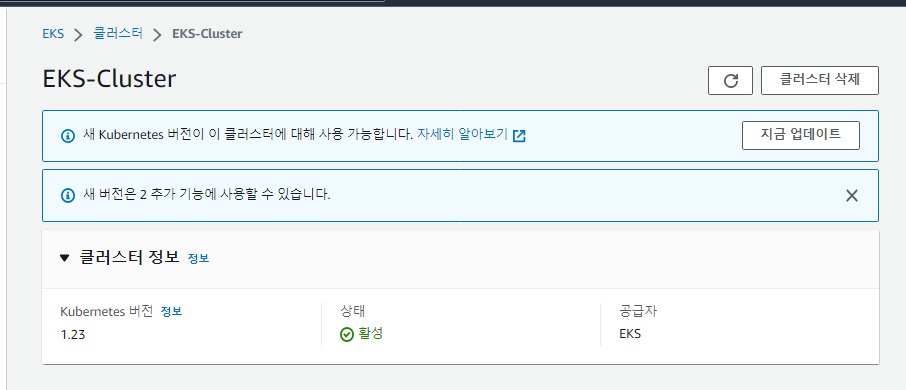 EKS > 클러스터 > EKS-Cluster
EKS-Cluster
클러스터 삭제
새 Kubernetes 버전이 이 클러스터에 대해 사용 가능합니다. 자세히 알아보기
지금 업데이트
새 버전은 2 추가 기능에 사용할 수 있습니다.
클러스터 정보 정보
Kubernetes 버전 정보
상태
공급자
1.23
활성
EKS